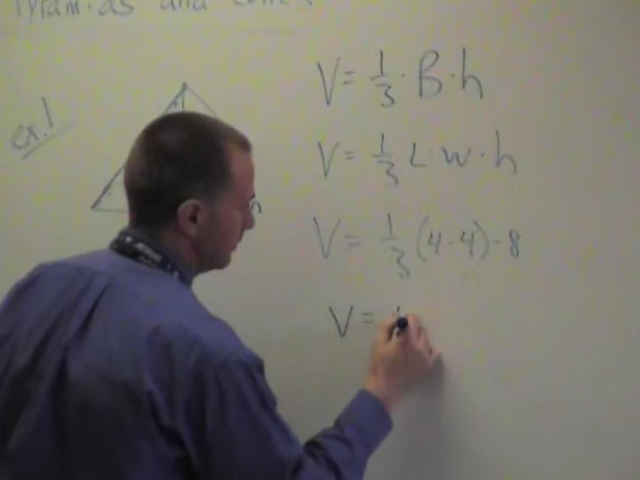 Pyramids and Cones
ex.1
V = 1/3 · B · h
V = 1/3 L · w · h
V = 1/3 (4 · 4) · 8
V =